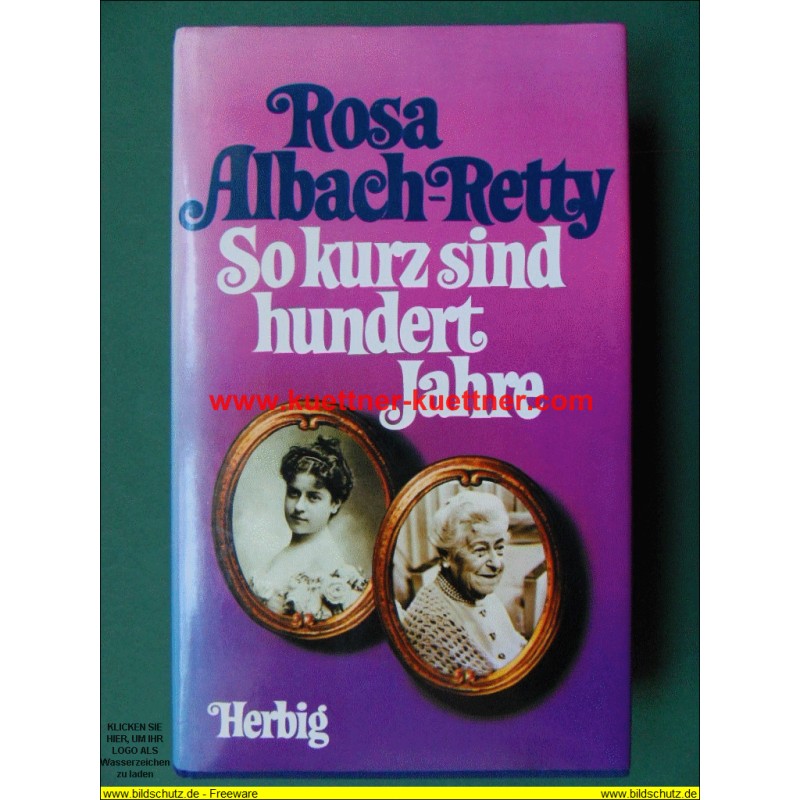 Rosa
Albach-Retty
So kurz sind
hundert
Jahre
www.kuettner-kuettner.com
Herbig
KLICKEN SIE
HIER, UM IHR
LOGO ALS
Wasserzeichen
zu laden
www.bildschutz.de - Freeware
www.bildschutz.de